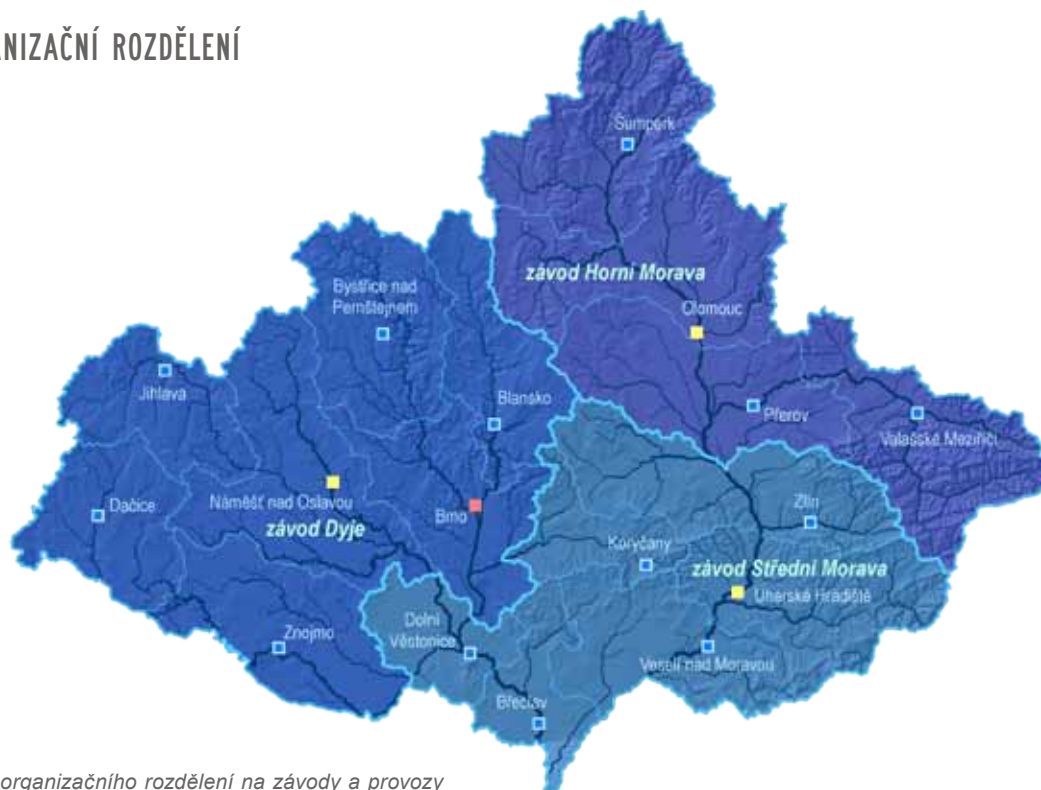 ANIZAČNÍ ROZDĚLENÍ
Šumperk
závod Horní Morava
Bystřice nad
Pernštejnem
Olomouc
Jihlava
Blansko
Přerov
Valašské Meziříčí
Dačice
Náměšť nad Oslavou
závod Dyje
Brno
Zlín
Koryčany
závod Střední Morava
Uherské Hradiště
Znojmo
Dolní
Věstonice
Veselí nad Moravou
Břeclav
organizačního rozdělení na závody a provozy